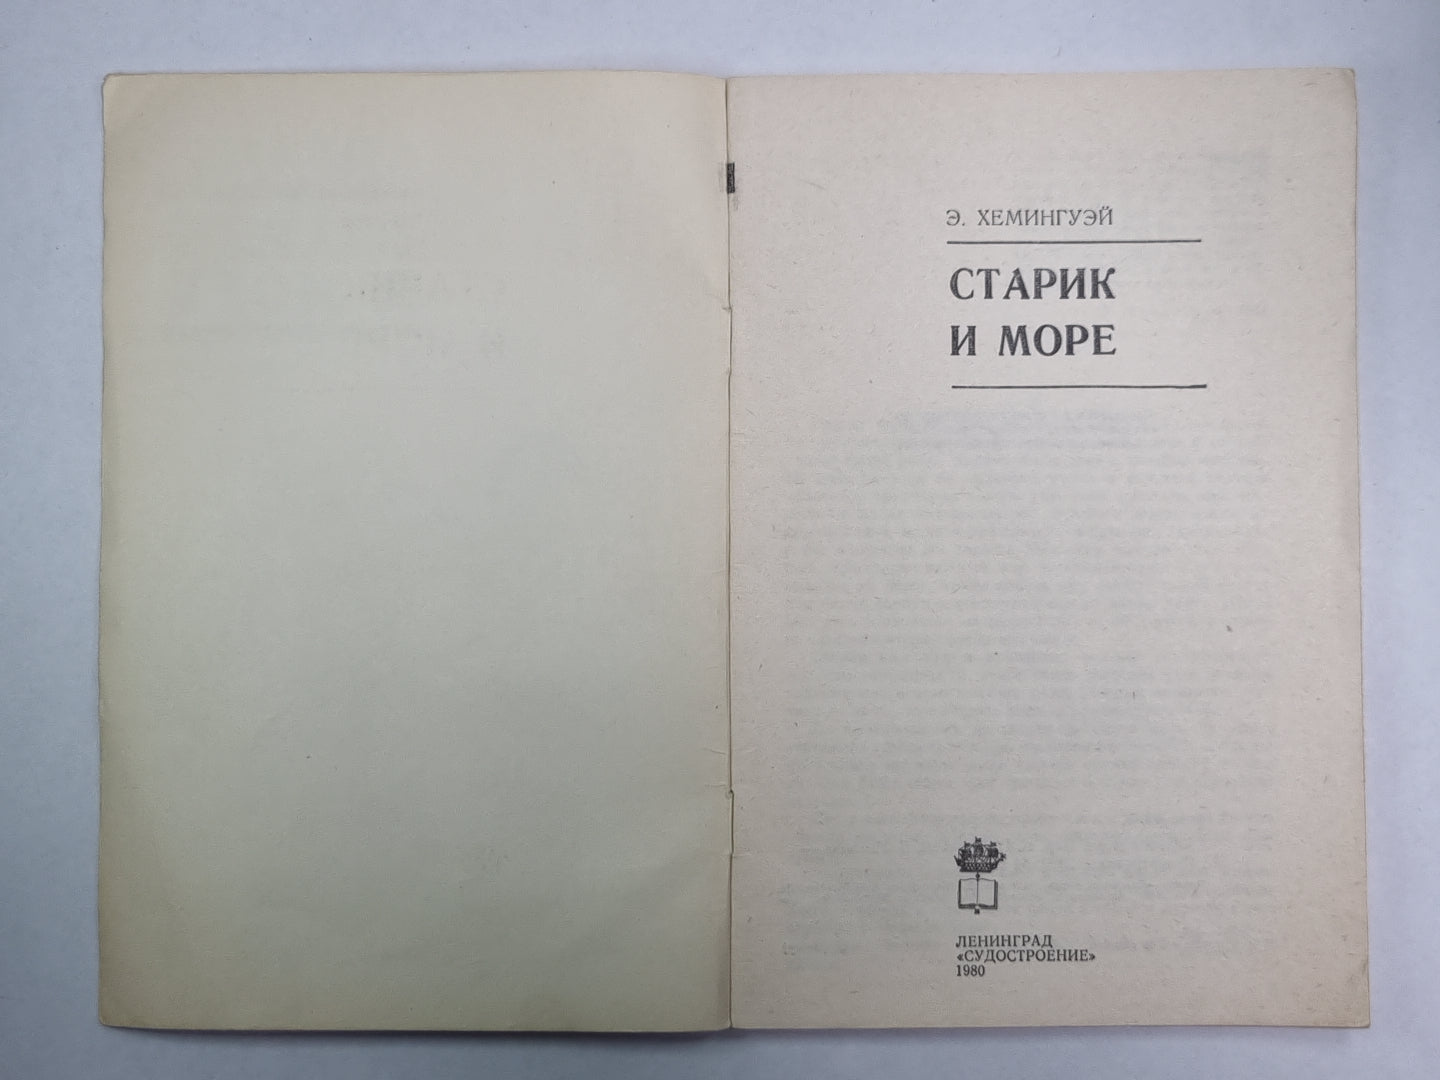 Э. ХЕМИНГУЭЙ
СТАРИК
И МОРЕ
ЛЕНИНГРАД
«СУДОСТРОЕНИЕ»
1980